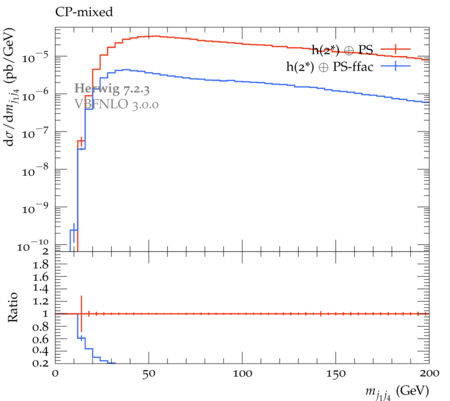 CP-mixed
dσ/dm_{j₁j₄} (pb/GeV)
10⁻⁵
10⁻⁶
10⁻⁷
10⁻⁸
10⁻⁹
10⁻¹⁰
h(2*) ⊕ PS
h(2*) ⊕ PS-ffac
Herwig 7.2.3
VBFNLO 3.0.0
Ratio
2
1.8
1.6
1.4
1.2
1
0.8
0.6
0.4
0.2
0
50
100
150
200
m_{j₁j₄} (GeV)